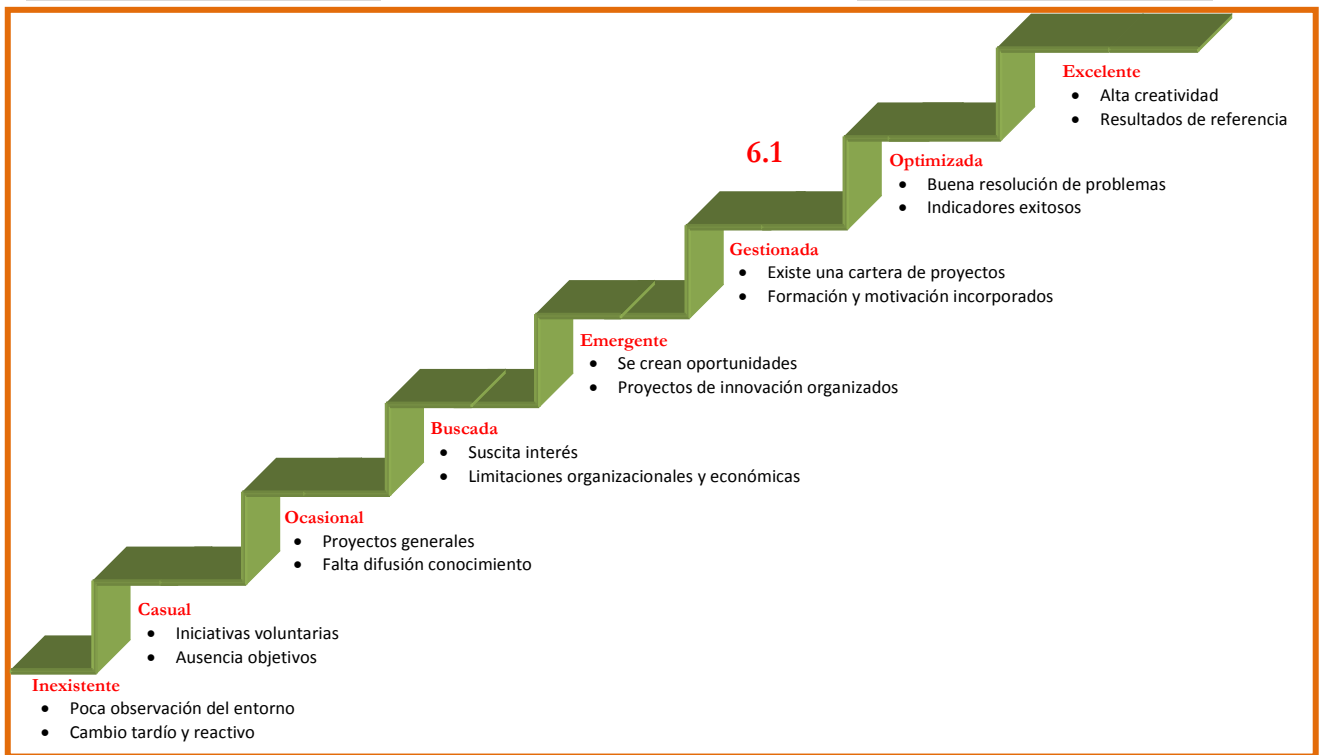 Excelente
• Alta creatividad
• Resultados de referencia
6.1
Optimizada
• Buena resolución de problemas
• Indicadores exitosos
Gestionada
• Existe una cartera de proyectos
• Formación y motivación incorporados
Emergente
• Se crean oportunidades
• Proyectos de innovación organizados
Buscada
• Suscita interés
• Limitaciones organizacionales y económicas
Ocasional
• Proyectos generales
• Falta difusión conocimiento
Casual
• Iniciativas voluntarias
• Ausencia objetivos
Inexistente
• Poca observación del entorno
• Cambio tardío y reactivo